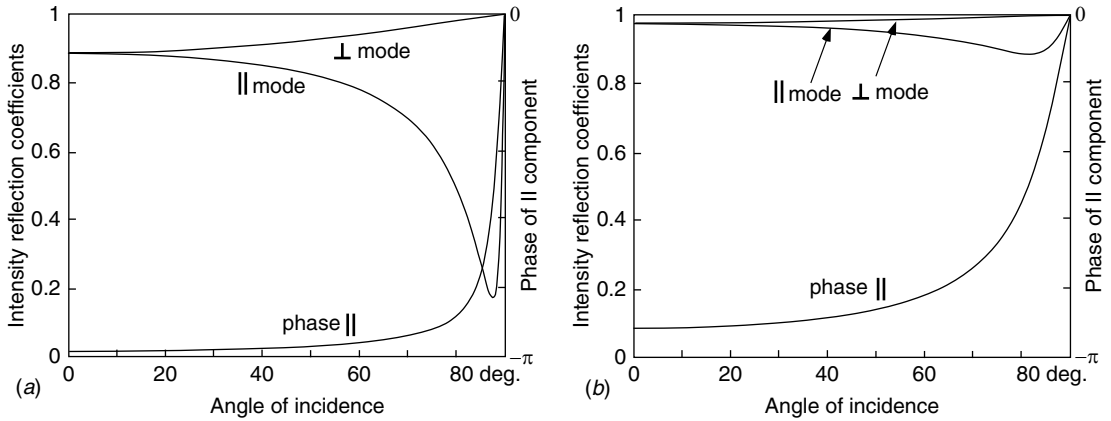 1
0.8
0.6
0.4
0.2
0
0 20 40 60 80 deg.
Intensity reflection coefficients
Angle of incidence
Phase of || component
0
−π
⊥ mode
|| mode
phase ||
(a)
1
0.8
0.6
0.4
0.2
0
0 20 40 60 80 deg.
Intensity reflection coefficients
Angle of incidence
Phase of || component
0
−π
|| mode ⊥ mode
phase ||
(b)